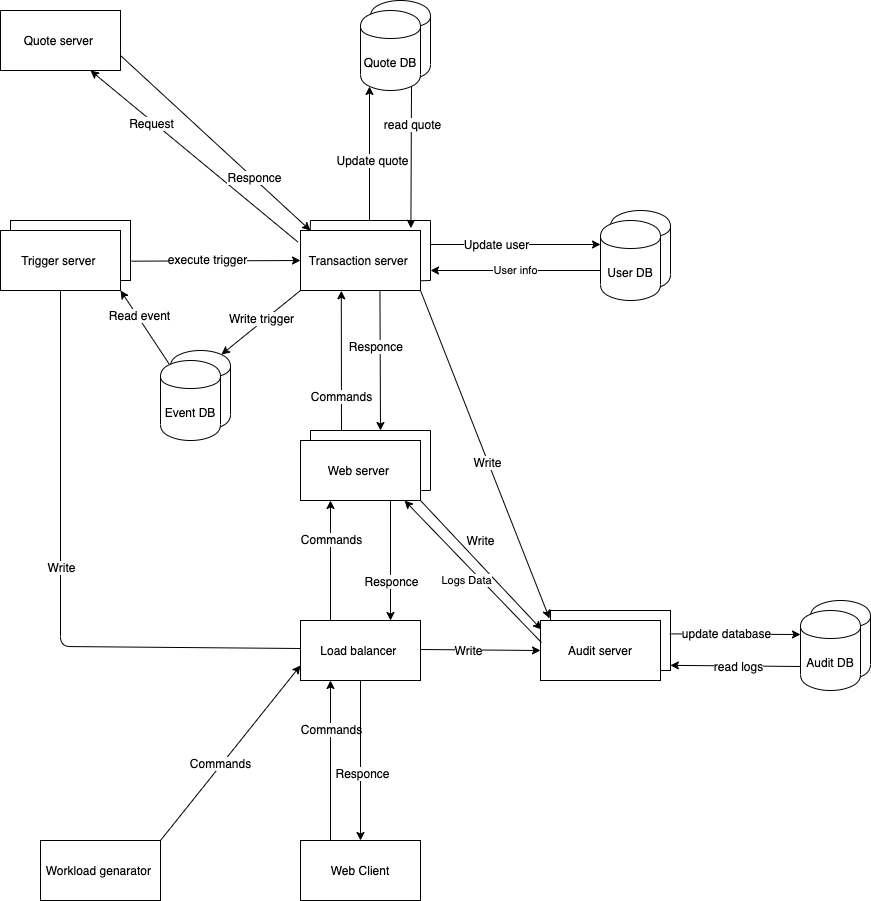 Quote server
Quote DB
Request
read quote
Update quote
Responce
Trigger server
execute trigger
Transaction server
Update user
User info
User DB
Read event
Write trigger
Responce
Commands
Event DB
Web server
Write
Commands
Write
Write
Responce
Logs Data
Load balancer
Write
Audit server
update database
read logs
Audit DB
Commands
Commands
Responce
Workload genarator
Web Client